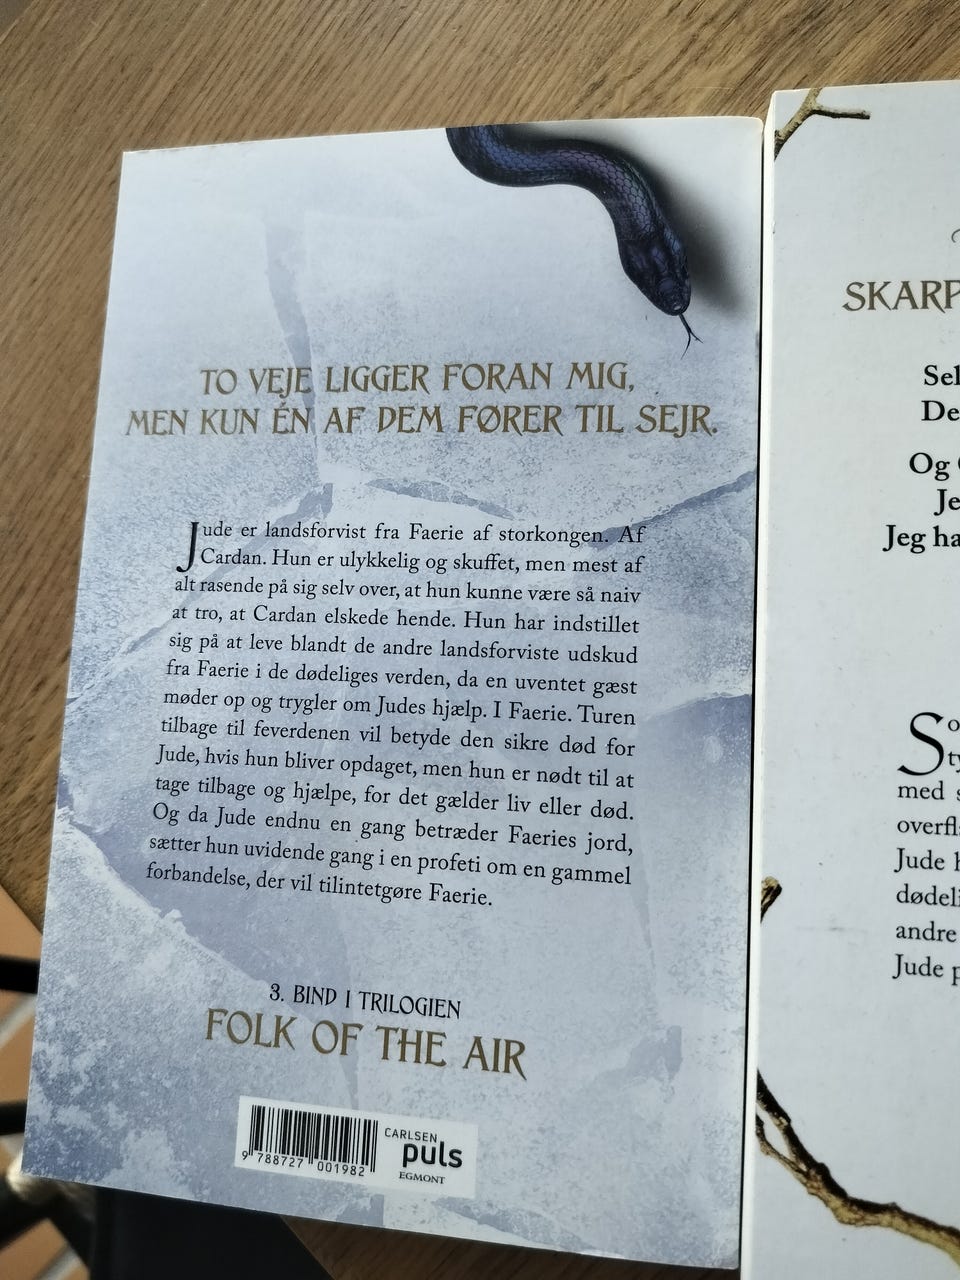 TO VEJE LIGGER FORAN MIG,
MEN KUN ÉN AF DEM FØRER TIL SEJR.
Jude er landsforvist fra Faerie af storkongen. Af
Cardan. Hun er ulykkelig og skuffet, men mest af
alt rasende på sig selv over, at hun kunne være så naiv
at tro, at Cardan elskede hende. Hun har indstillet
sig på at leve blandt de andre landsforviste udskud
fra Faerie i de dødeliges verden, da en uventet gæst
møder op og trygler om Judes hjælp. I Faerie. Turen
tilbage til feverdenen vil betyde den sikre død for
Jude, hvis hun bliver opdaget, men hun er nødt til at
tage tilbage og hjælpe, for det gælder liv eller død.
Og da Jude endnu en gang betræder Faeries jord,
sætter hun uvidende gang i en profeti om en gammel
forbandelse, der vil tilintetgøre Faerie.
3. BIND I TRILOGIEN
FOLK OF THE AIR
9 788727 001982
CARLSEN
puls
EGMONT
SKARP
Sel
De
Og
Je
Jeg ha
So
ty
med s
overfl
Jude h
dødeli
andre
Jude p